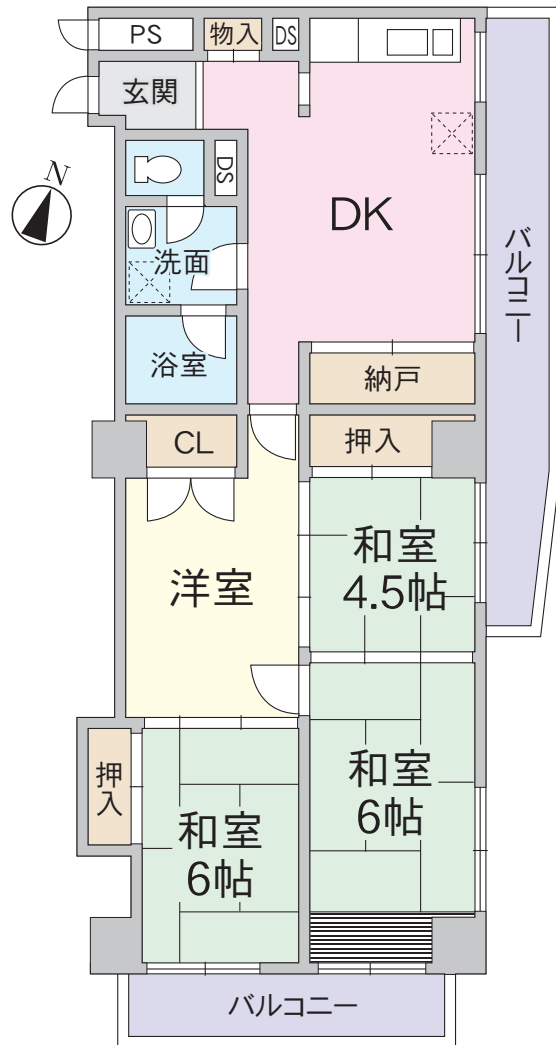 PS
物入
DS
玄関
N
DS
DK
洗面
バルコニー
浴室
納戸
CL
押入
洋室
和室
4.5帖
押入
和室
6帖
和室
6帖
バルコニー